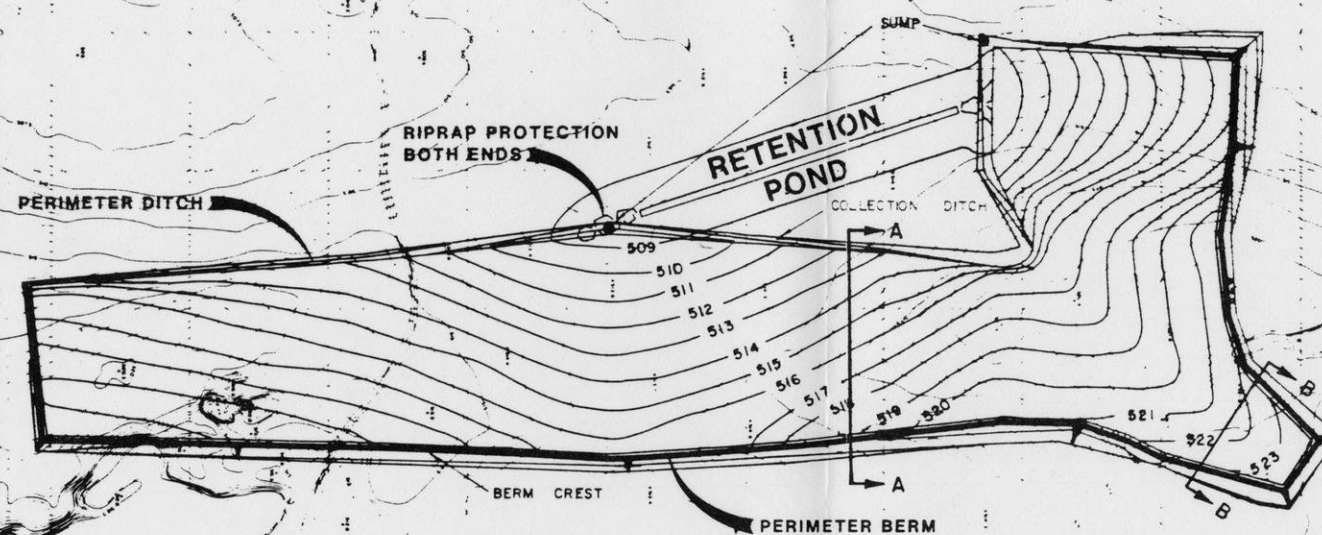 SUMP
RIPRAP PROTECTION
BOTH ENDS
RETENTION
POND
PERIMETER DITCH
COLLECTION DITCH
A
509
510
511
512
513
514
515
516
517
518
519
520
521
522
523
B
B
A
BERM CREST
PERIMETER BERM